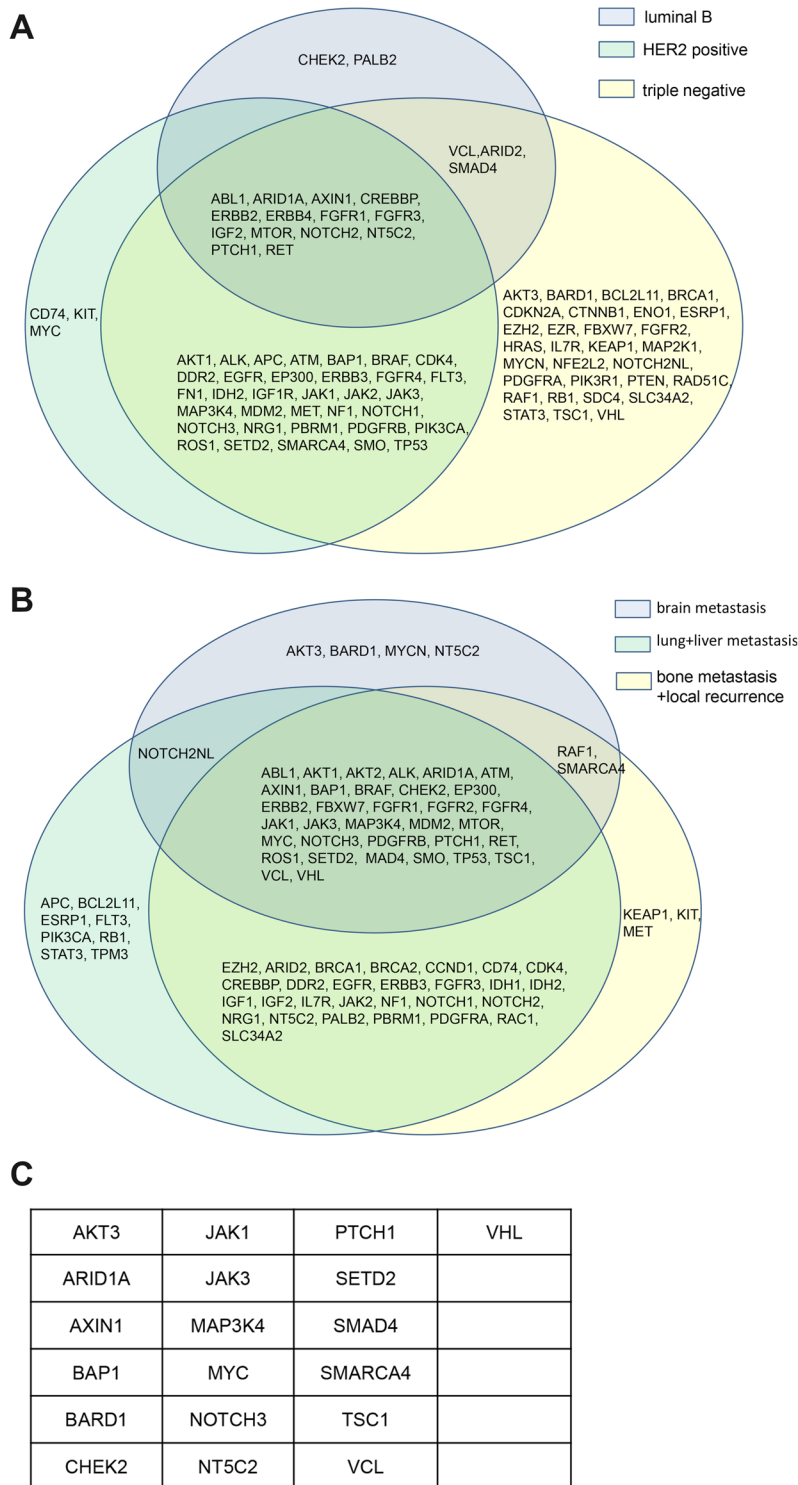 A
luminal B
HER2 positive
triple negative
CHEK2, PALB2
VCL,ARID2,
SMAD4
ABL1, ARID1A, AXIN1, CREBBP,
ERBB2, ERBB4, FGFR1, FGFR3,
IGF2, MTOR, NOTCH2, NT5C2,
PTCH1, RET
CD74, KIT,
MYC
AKT3, BARD1, BCL2L11, BRCA1,
CDKN2A, CTNNB1, ENO1, ESRP1,
EZH2, EZR, FBXW7, FGFR2,
HRAS, IL7R, KEAP1, MAP2K1,
MYCN, NFE2L2, NOTCH2NL,
PDGFRA, PIK3R1, PTEN, RAD51C,
RAF1, RB1, SDC4, SLC34A2,
STAT3, TSC1, VHL
AKT1, ALK, APC, ATM, BAP1, BRAF, CDK4,
DDR2, EGFR, EP300, ERBB3, FGFR4, FLT3,
FN1, IDH2, IGF1R, JAK1, JAK2, JAK3,
MAP3K4, MDM2, MET, NF1, NOTCH1,
NOTCH3, NRG1, PBRM1, PDGFRB, PIK3CA,
ROS1, SETD2, SMARCA4, SMO, TP53
B
brain metastasis
lung+liver metastasis
bone metastasis
+local recurrence
AKT3, BARD1, MYCN, NT5C2
NOTCH2NL
RAF1,
SMARCA4
ABL1, AKT1, AKT2, ALK, ARID1A, ATM,
AXIN1, BAP1, BRAF, CHEK2, EP300,
ERBB2, FBXW7, FGFR1, FGFR2, FGFR4,
JAK1, JAK3, MAP3K4, MDM2, MTOR,
MYC, NOTCH3, PDGFRB, PTCH1, RET,
ROS1, SETD2, MAD4, SMO, TP53, TSC1,
VCL, VHL
APC, BCL2L11,
ESRP1, FLT3,
PIK3CA, RB1,
STAT3, TPM3
KEAP1, KIT,
MET
EZH2, ARID2, BRCA1, BRCA2, CCND1, CD74, CDK4,
CREBBP, DDR2, EGFR, ERBB3, FGFR3, IDH1, IDH2,
IGF1, IGF2, IL7R, JAK2, NF1, NOTCH1, NOTCH2,
NRG1, NT5C2, PALB2, PBRM1, PDGFRA, RAC1,
SLC34A2
C
AKT3 JAK1 PTCH1 VHL
ARID1A JAK3 SETD2
AXIN1 MAP3K4 SMAD4
BAP1 MYC SMARCA4
BARD1 NOTCH3 TSC1
CHEK2 NT5C2 VCL